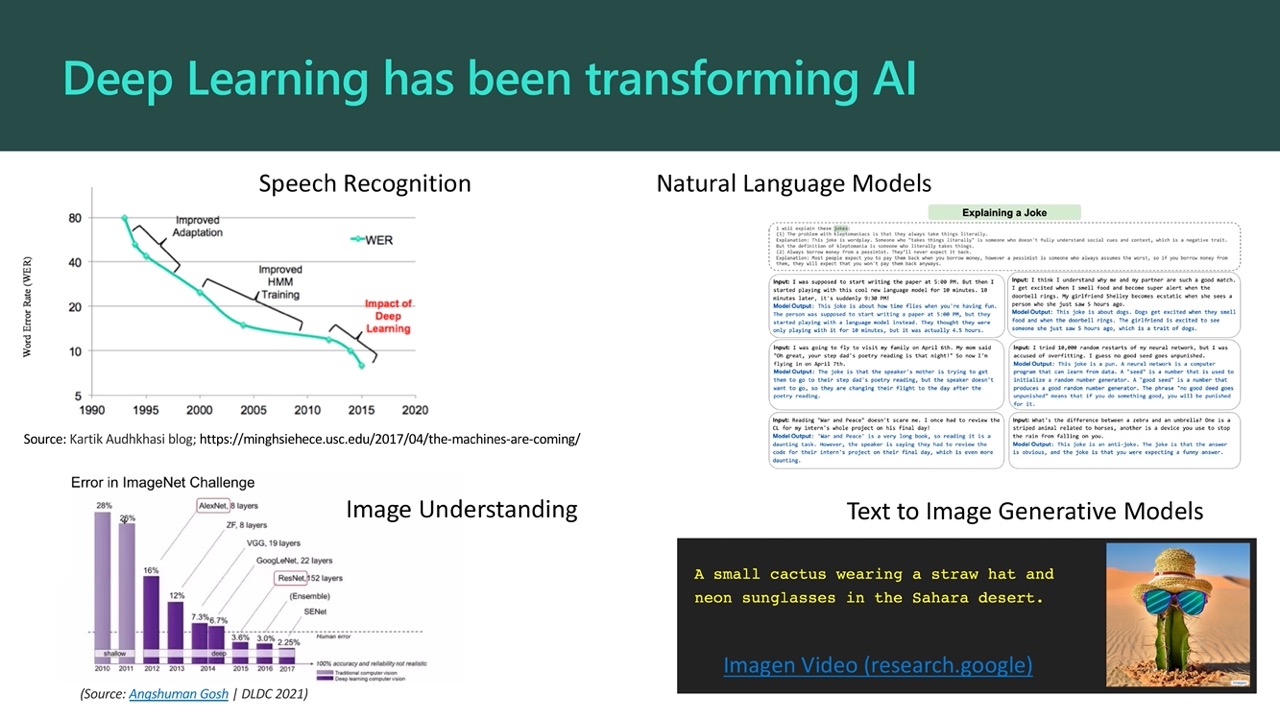 Deep Learning has been transforming AI
Speech Recognition
Word Error Rate (WER)
80
40
20
10
5
1990 1995 2000 2005 2010 2015 2020
Improved
Adaptation
WER
Improved
HMM
Training
Impact of
Deep
Learning
Source: Kartik Audhkhasi blog; https://minghsiehece.usc.edu/2017/04/the-machines-are-coming/
Natural Language Models
Explaining a Joke
I will explain these jokes:
(1) The problem with kleptomaniacs is that they always take things literally.
Explanation: This joke is wordplay. Someone who "takes things literally" is someone who doesn't fully understand social cues and context, which is a negative trait.
But the definition of kleptomania is someone who literally takes things.
(2) Always borrow money from a pessimist. They'll never expect it back.
Explanation: Most people expect you to pay them back when you borrow money, however a pessimist is someone who always assumes the worst, so if you borrow money from
them, they will expect that you won't pay them back anyways.
Input: I was supposed to start writing the paper at 5:00 PM. But then I
started playing with this cool new language model for 10 minutes. 10
minutes later, it's suddenly 9:30 PM!
Model Output: This joke is about how time flies when you're having fun.
The person was supposed to start writing a paper at 5:00 PM, but they
started playing with a language model instead. They thought they were
only playing with it for 10 minutes, but it was actually 4.5 hours.
Input: I think I understand why me and my partner are such a good match.
I get excited when I smell food and become super alert when the
doorbell rings. My girlfriend Shelley becomes ecstatic when she sees a
person who she just saw 5 hours ago.
Model Output: This joke is about dogs. Dogs get excited when they smell
food and when the doorbell rings. The girlfriend is excited to see
someone she just saw 5 hours ago, which is a trait of dogs.
Input: I was going to fly to visit my family on April 6th. My mom said
"Oh great, your step dad's poetry reading is that night!" So now I'm
flying in on April 7th.
Model Output: The joke is that the speaker's mother is trying to get
them to go to their step dad's poetry reading, but the speaker doesn't
want to go, so they are changing their flight to the day after the
poetry reading.
Input: I tried 10,000 random restarts of my neural network, but I was
accused of overfitting. I guess no good seed goes unpunished.
Model Output: This joke is a pun. A neural network is a computer
program that can learn from data. A "seed" is a number that is used to
initialize a random number generator. A "good seed" is a number that
produces a good random number generator. The phrase "no good deed goes
unpunished" means that if you do something good, you will be punished
for it.
Input: Reading "War and Peace" doesn't scare me. I once had to review the
CL for my intern's whole project on his final day!
Model Output: "War and Peace" is a very long book, so reading it is a
daunting task. However, the speaker is saying they had to review the
code for their intern's project on their final day, which is even more
daunting.
Input: What's the difference between a zebra and an umbrella? One is a
striped animal related to horses, another is a device you use to stop
the rain from falling on you.
Model Output: This joke is an anti-joke. The joke is that the answer
is obvious, and the joke is that you were expecting a funny answer.
Error in ImageNet Challenge
Image Understanding
28%
26%
16%
12%
7.3%
6.7%
3.6%
3.0%
2.25%
AlexNet, 8 layers
ZF, 8 layers
VGG, 19 layers
GoogLeNet, 22 layers
ResNet, 152 layers
(Ensemble)
SENet
Human error
shallow
deep
2010 2011 2012 2013 2014 2015 2016 2017
100% accuracy and reliability not realistic
Traditional computer vision
Deep learning computer vision
(Source: Angshuman Gosh | DLDC 2021)
Text to Image Generative Models
A small cactus wearing a straw hat and
neon sunglasses in the Sahara desert.
Imagen Video (research.google)